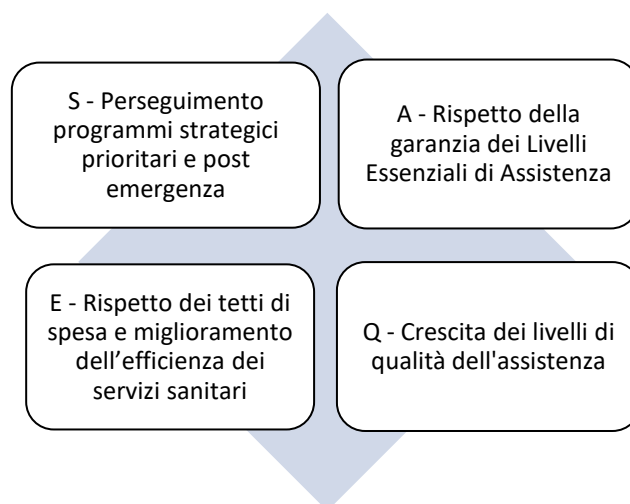 S - Perseguimento
programmi strategici
prioritari e post
emergenza
A - Rispetto della
garanzia dei Livelli
Essenziali di Assistenza
E - Rispetto dei tetti di
spesa e miglioramento
dell’efficienza dei
servizi sanitari
Q - Crescita dei livelli di
qualità dell'assistenza